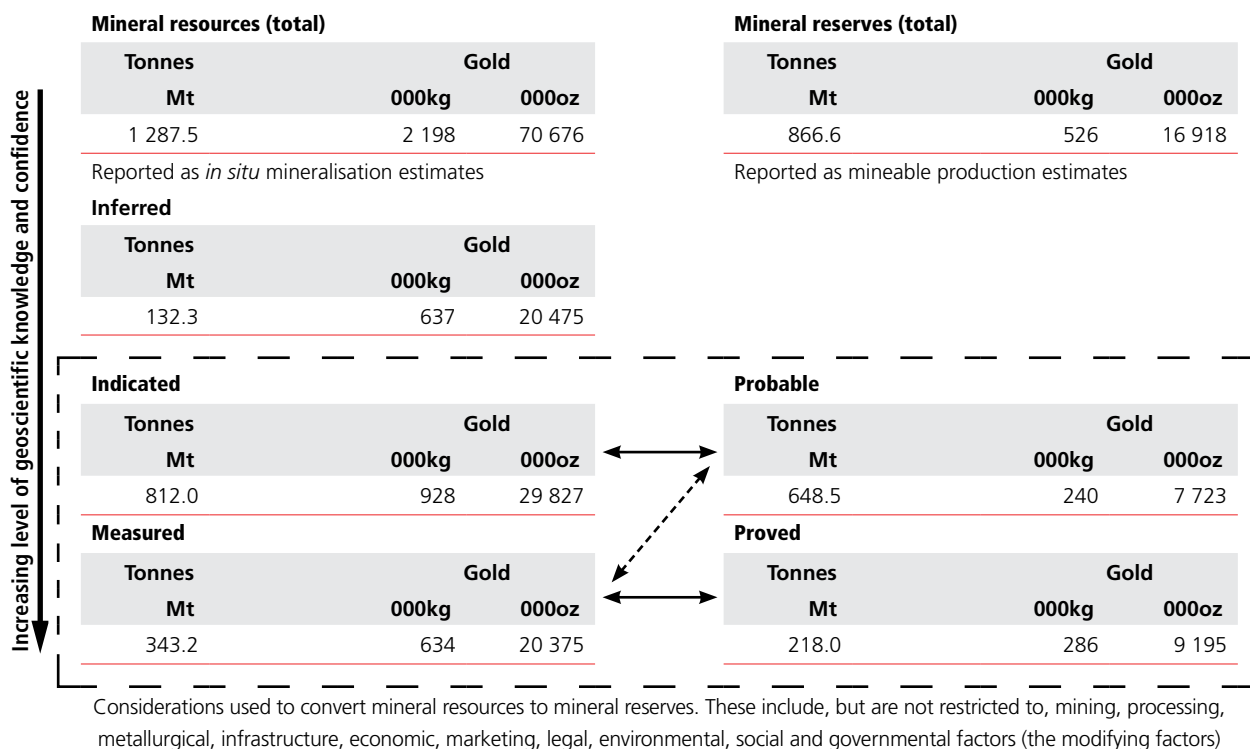 Increasing level of geoscientific knowledge and confidence
Mineral resources (total)
Tonnes Gold
Mt 000kg 000oz
1 287.5 2 198 70 676
Reported as in situ mineralisation estimates
Mineral reserves (total)
Tonnes Gold
Mt 000kg 000oz
866.6 526 16 918
Reported as mineable production estimates
Inferred
Tonnes Gold
Mt 000kg 000oz
132.3 637 20 475
Indicated
Tonnes Gold
Mt 000kg 000oz
812.0 928 29 827
Probable
Tonnes Gold
Mt 000kg 000oz
648.5 240 7 723
Measured
Tonnes Gold
Mt 000kg 000oz
343.2 634 20 375
Proved
Tonnes Gold
Mt 000kg 000oz
218.0 286 9 195
Considerations used to convert mineral resources to mineral reserves. These include, but are not restricted to, mining, processing,
metallurgical, infrastructure, economic, marketing, legal, environmental, social and governmental factors (the modifying factors)